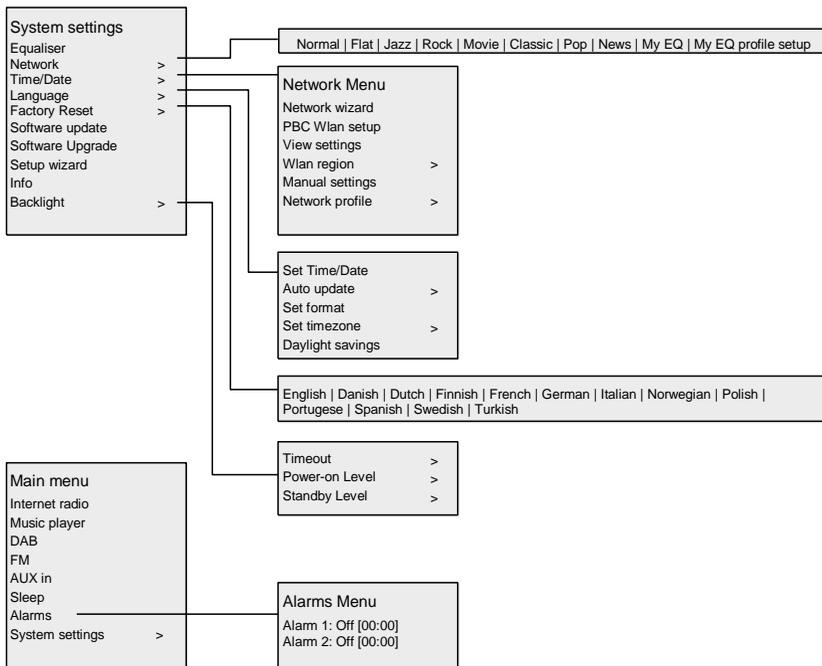 System settings
Equaliser
Network >
Time/Date >
Language >
Factory Reset >
Software update
Software Upgrade
Setup wizard
Info
Backlight >
Normal | Flat | Jazz | Rock | Movie | Classic | Pop | News | My EQ | My EQ profile setup
Network Menu
Network wizard
PBC Wlan setup
View settings
Wlan region >
Manual settings
Network profile >
Set Time/Date
Auto update >
Set format
Set timezone >
Daylight savings
English | Danish | Dutch | Finnish | French | German | Italian | Norwegian | Polish |
Portugese | Spanish | Swedish | Turkish
Timeout >
Power-on Level >
Standby Level >
Main menu
Internet radio
Music player
DAB
FM
AUX in
Sleep
Alarms
System settings >
Alarms Menu
Alarm 1: Off [00:00]
Alarm 2: Off [00:00]